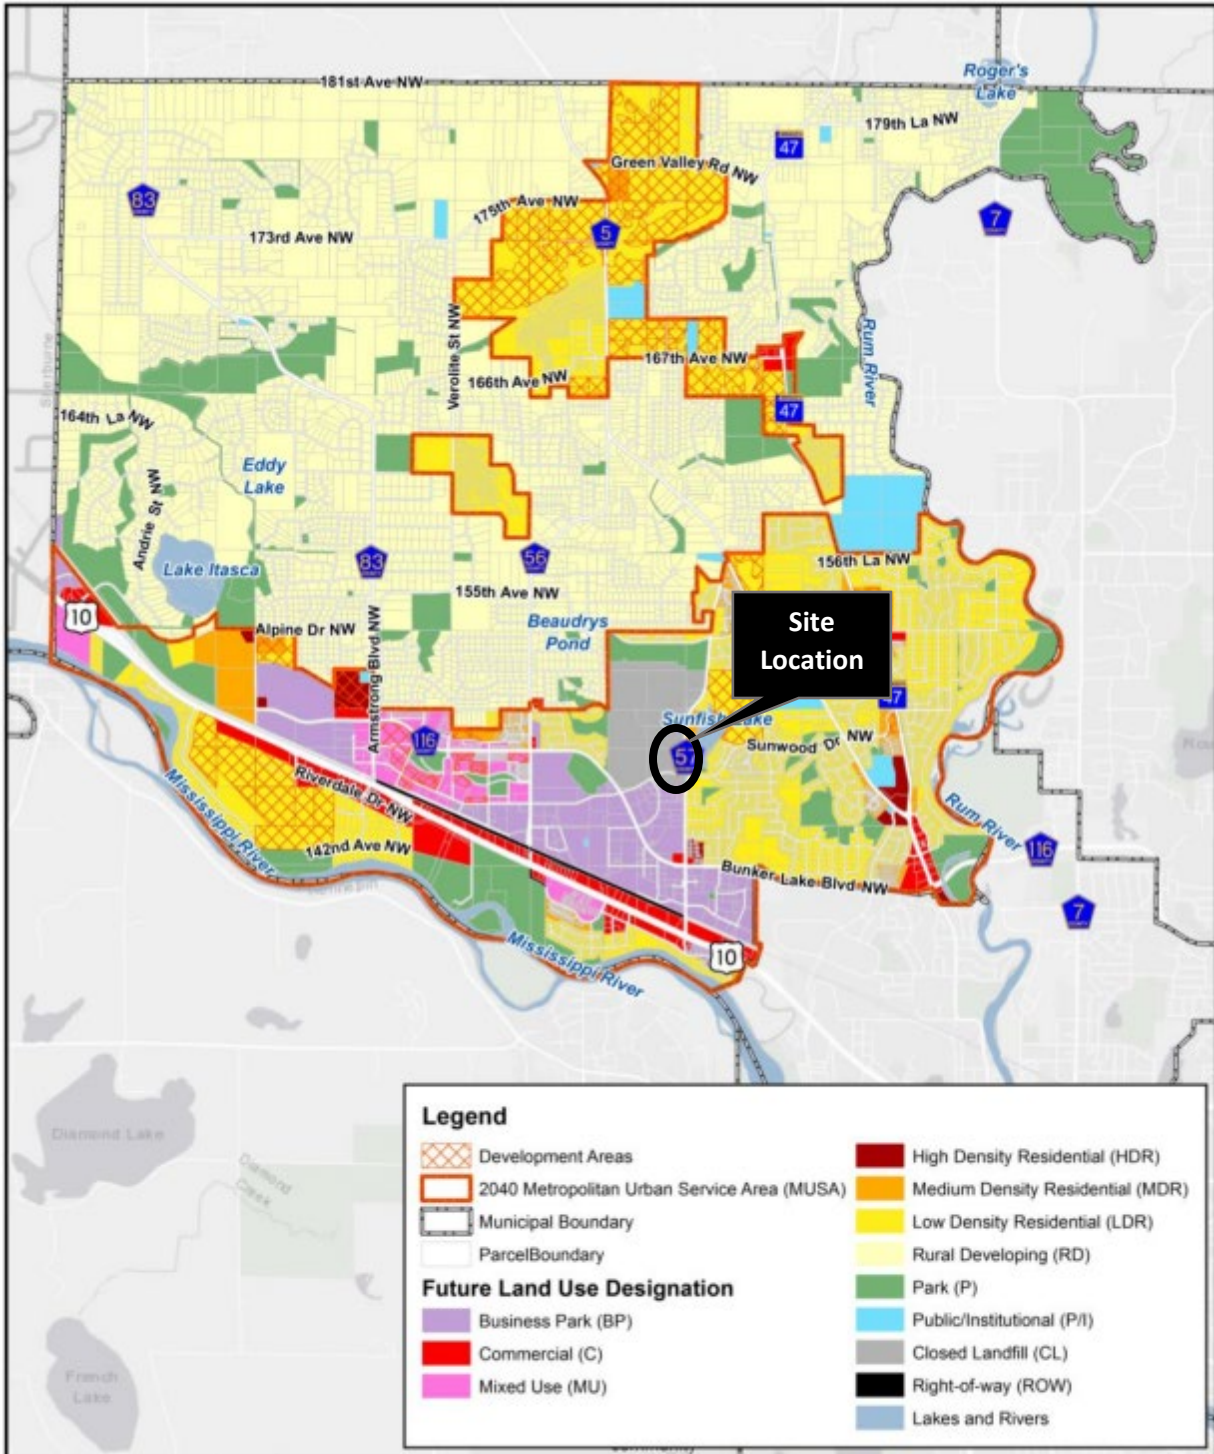 181st Ave NW
Roger's
Lake
179th La NW
47
Green Valley Rd NW
83
175th Ave NW
7
5
173rd Ave NW
Rum River
Verolite St NW
167th Ave NW
166th Ave NW
47
164th La NW
Eddy
Lake
Andrie St NW
Lake Itasca
83
56
156th La NW
155th Ave NW
10
Alpine Dr NW
Armstrong Blvd NW
Beaudrys
Pond
Site
Location
47
Sunfish Lake
116
57
Sunwood Dr NW
Riverdale Dr NW
Mississippi River
Rum River
142nd Ave NW
116
Bunker Lake Blvd NW
7
Mississippi River
10
Diamond Lake
Diamond
Creek
French
Lake
Legend
Development Areas
2040 Metropolitan Urban Service Area (MUSA)
Municipal Boundary
ParcelBoundary
Future Land Use Designation
Business Park (BP)
Commercial (C)
Mixed Use (MU)
High Density Residential (HDR)
Medium Density Residential (MDR)
Low Density Residential (LDR)
Rural Developing (RD)
Park (P)
Public/Institutional (P/I)
Closed Landfill (CL)
Right-of-way (ROW)
Lakes and Rivers